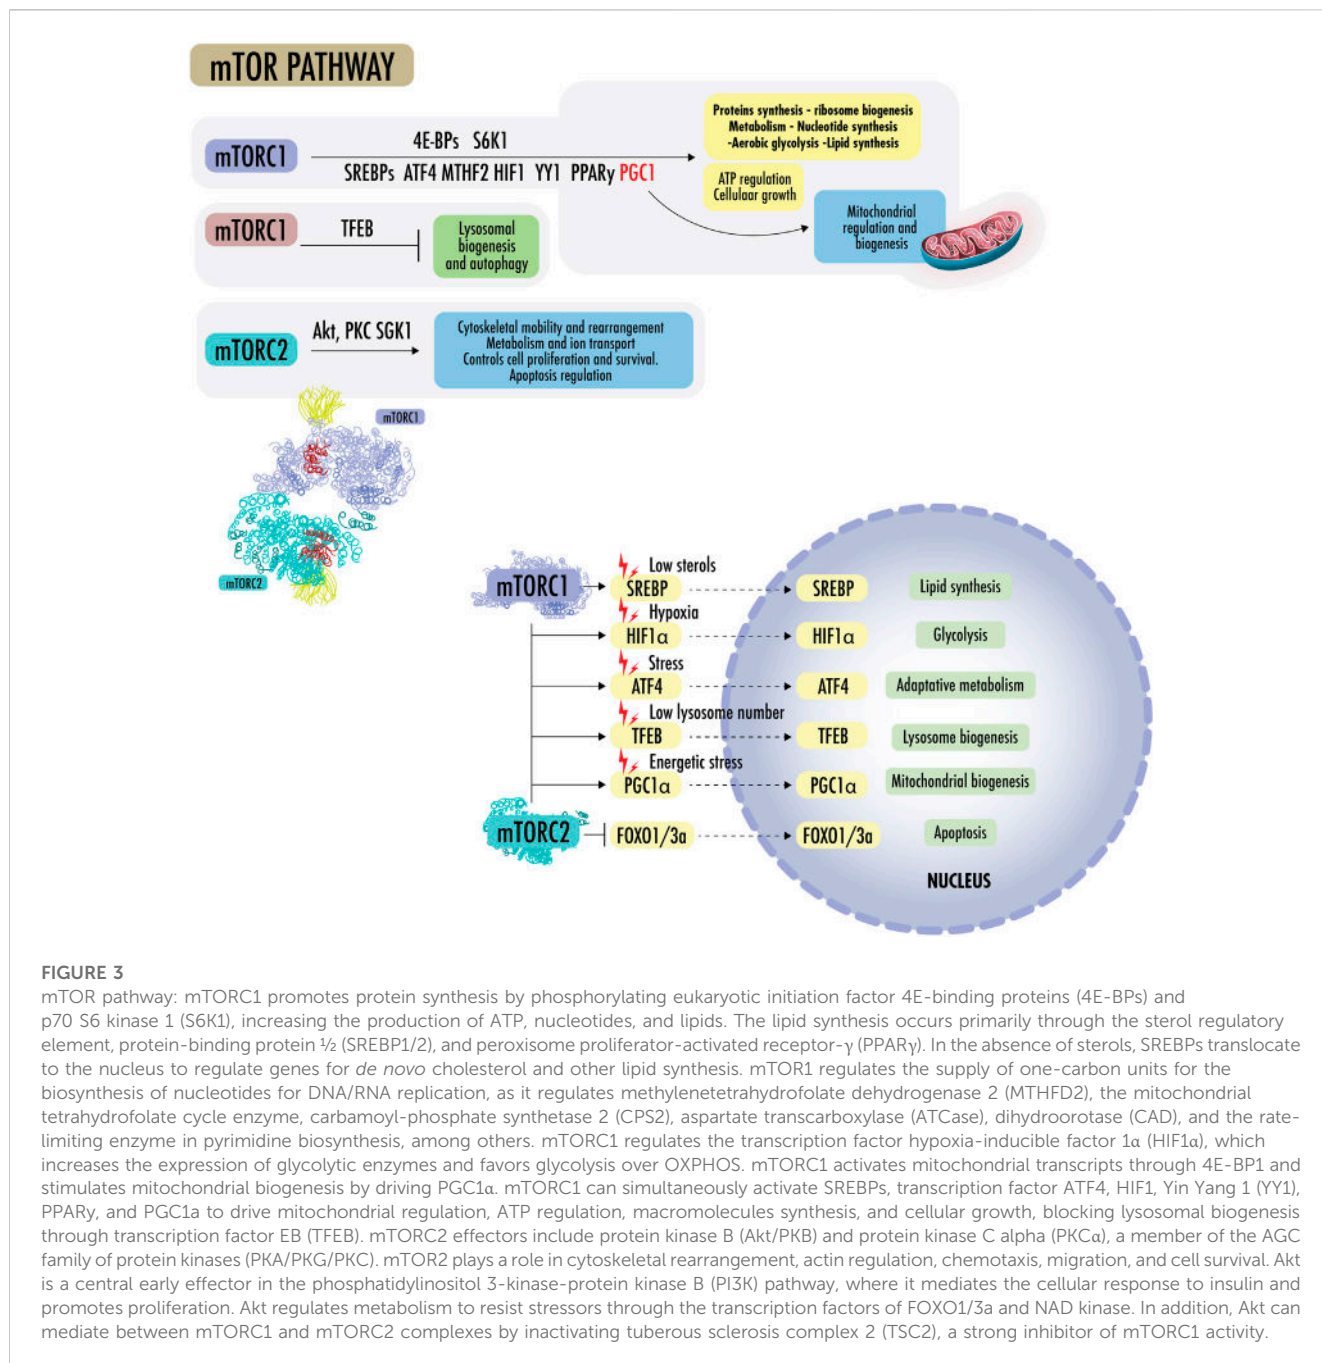 mTOR PATHWAY
mTORC1
4E-BPs S6K1
SREBPs ATF4 MTHF2 HIF1 YY1 PPARγ PGC1
Proteins synthesis - ribosome biogenesis
Metabolism - Nucleotide synthesis
-Aerobic glycolysis -Lipid synthesis
ATP regulation
Cellulaar growth
Mitochondrial
regulation and
biogenesis
mTORC1
TFEB
Lysosomal
biogenesis
and autophagy
mTORC2
Akt, PKC SGK1
Cytoskeletal mobility and rearrangement
Metabolism and ion transport
Controls cell proliferation and survival.
Apoptosis regulation
mTORC1
mTORC2
mTORC1
Low sterols
SREBP
SREBP
Lipid synthesis
Hypoxia
HIF1α
HIF1α
Glycolysis
Stress
ATF4
ATF4
Adaptative metabolism
Low lysosome number
TFEB
TFEB
Lysosome biogenesis
Energetic stress
PGC1α
PGC1α
Mitochondrial biogenesis
mTORC2
FOXO1/3a
FOXO1/3a
Apoptosis
NUCLEUS
FIGURE 3
mTOR pathway: mTORC1 promotes protein synthesis by phosphorylating eukaryotic initiation factor 4E-binding proteins (4E-BPs) and
p70 S6 kinase 1 (S6K1), increasing the production of ATP, nucleotides, and lipids. The lipid synthesis occurs primarily through the sterol regulatory
element, protein-binding protein ½ (SREBP1/2), and peroxisome proliferator-activated receptor-γ (PPARγ). In the absence of sterols, SREBPs translocate
to the nucleus to regulate genes for de novo cholesterol and other lipid synthesis. mTOR1 regulates the supply of one-carbon units for the
biosynthesis of nucleotides for DNA/RNA replication, as it regulates methylenetetrahydrofolate dehydrogenase 2 (MTHFD2), the mitochondrial
tetrahydrofolate cycle enzyme, carbamoyl-phosphate synthetase 2 (CPS2), aspartate transcarboxylase (ATCase), dihydroorotase (CAD), and the rate-
limiting enzyme in pyrimidine biosynthesis, among others. mTORC1 regulates the transcription factor hypoxia-inducible factor 1α (HIF1α), which
increases the expression of glycolytic enzymes and favors glycolysis over OXPHOS. mTORC1 activates mitochondrial transcripts through 4E-BP1 and
stimulates mitochondrial biogenesis by driving PGC1α. mTORC1 can simultaneously activate SREBPs, transcription factor ATF4, HIF1, Yin Yang 1 (YY1),
PPARγ, and PGC1a to drive mitochondrial regulation, ATP regulation, macromolecules synthesis, and cellular growth, blocking lysosomal biogenesis
through transcription factor EB (TFEB). mTORC2 effectors include protein kinase B (Akt/PKB) and protein kinase C alpha (PKCα), a member of the AGC
family of protein kinases (PKA/PKG/PKC). mTOR2 plays a role in cytoskeletal rearrangement, actin regulation, chemotaxis, migration, and cell survival. Akt
is a central early effector in the phosphatidylinositol 3-kinase-protein kinase B (PI3K) pathway, where it mediates the cellular response to insulin and
promotes proliferation. Akt regulates metabolism to resist stressors through the transcription factors of FOXO1/3a and NAD kinase. In addition, Akt can
mediate between mTORC1 and mTORC2 complexes by inactivating tuberous sclerosis complex 2 (TSC2), a strong inhibitor of mTORC1 activity.